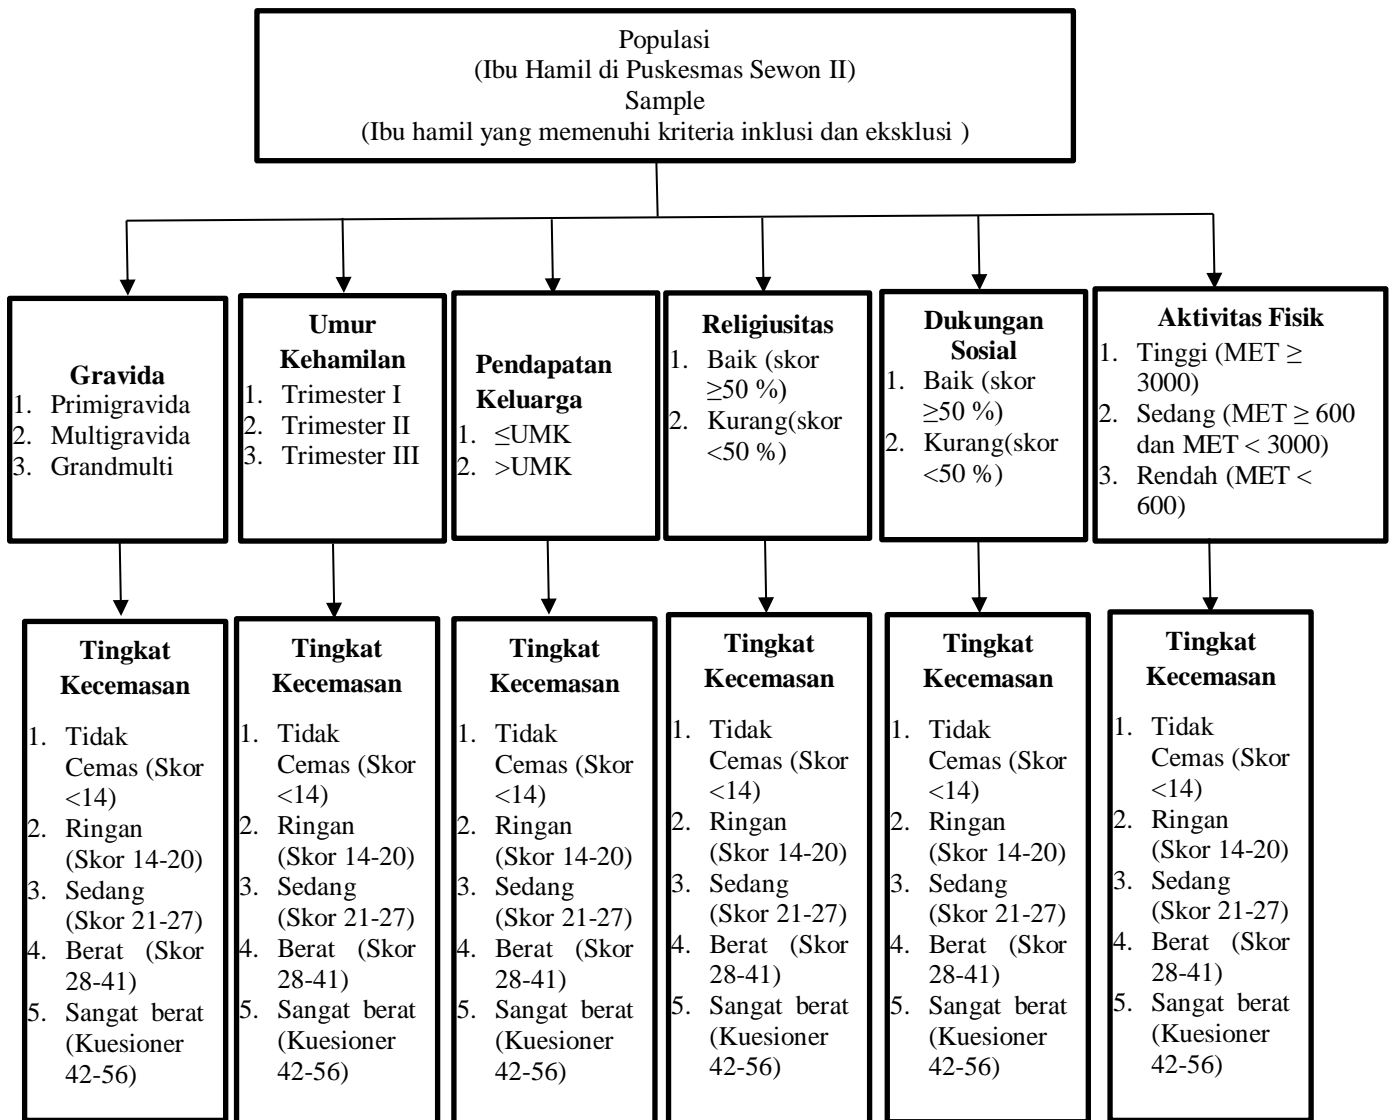 Populasi
(Ibu Hamil di Puskesmas Sewon II)
Sample
(Ibu hamil yang memenuhi kriteria inklusi dan eksklusi )
Gravida
1. Primigravida
2. Multigravida
3. Grandmulti
Umur
Kehamilan
1. Trimester I
2. Trimester II
3. Trimester III
Pendapatan
Keluarga
1. ≤UMK
2. >UMK
Religiusitas
1. Baik (skor
≥50 %)
2. Kurang(skor
<50 %)
Dukungan
Sosial
1. Baik (skor
≥50 %)
2. Kurang(skor
<50 %)
Aktivitas Fisik
1. Tinggi (MET ≥
3000)
2. Sedang (MET ≥ 600
dan MET < 3000)
3. Rendah (MET <
600)
Tingkat
Kecemasan
1. Tidak
Cemas (Skor
<14)
2. Ringan
(Skor 14-20)
3. Sedang
(Skor 21-27)
4. Berat (Skor
28-41)
5. Sangat berat
(Kuesioner
42-56)
Tingkat
Kecemasan
1. Tidak
Cemas (Skor
<14)
2. Ringan
(Skor 14-20)
3. Sedang
(Skor 21-27)
4. Berat (Skor
28-41)
5. Sangat berat
(Kuesioner
42-56)
Tingkat
Kecemasan
1. Tidak
Cemas (Skor
<14)
2. Ringan
(Skor 14-20)
3. Sedang
(Skor 21-27)
4. Berat (Skor
28-41)
5. Sangat berat
(Kuesioner
42-56)
Tingkat
Kecemasan
1. Tidak
Cemas (Skor
<14)
2. Ringan
(Skor 14-20)
3. Sedang
(Skor 21-27)
4. Berat (Skor
28-41)
5. Sangat berat
(Kuesioner
42-56)
Tingkat
Kecemasan
1. Tidak
Cemas (Skor
<14)
2. Ringan
(Skor 14-20)
3. Sedang
(Skor 21-27)
4. Berat (Skor
28-41)
5. Sangat berat
(Kuesioner
42-56)
Tingkat
Kecemasan
1. Tidak
Cemas (Skor
<14)
2. Ringan
(Skor 14-20)
3. Sedang
(Skor 21-27)
4. Berat (Skor
28-41)
5. Sangat berat
(Kuesioner
42-56)